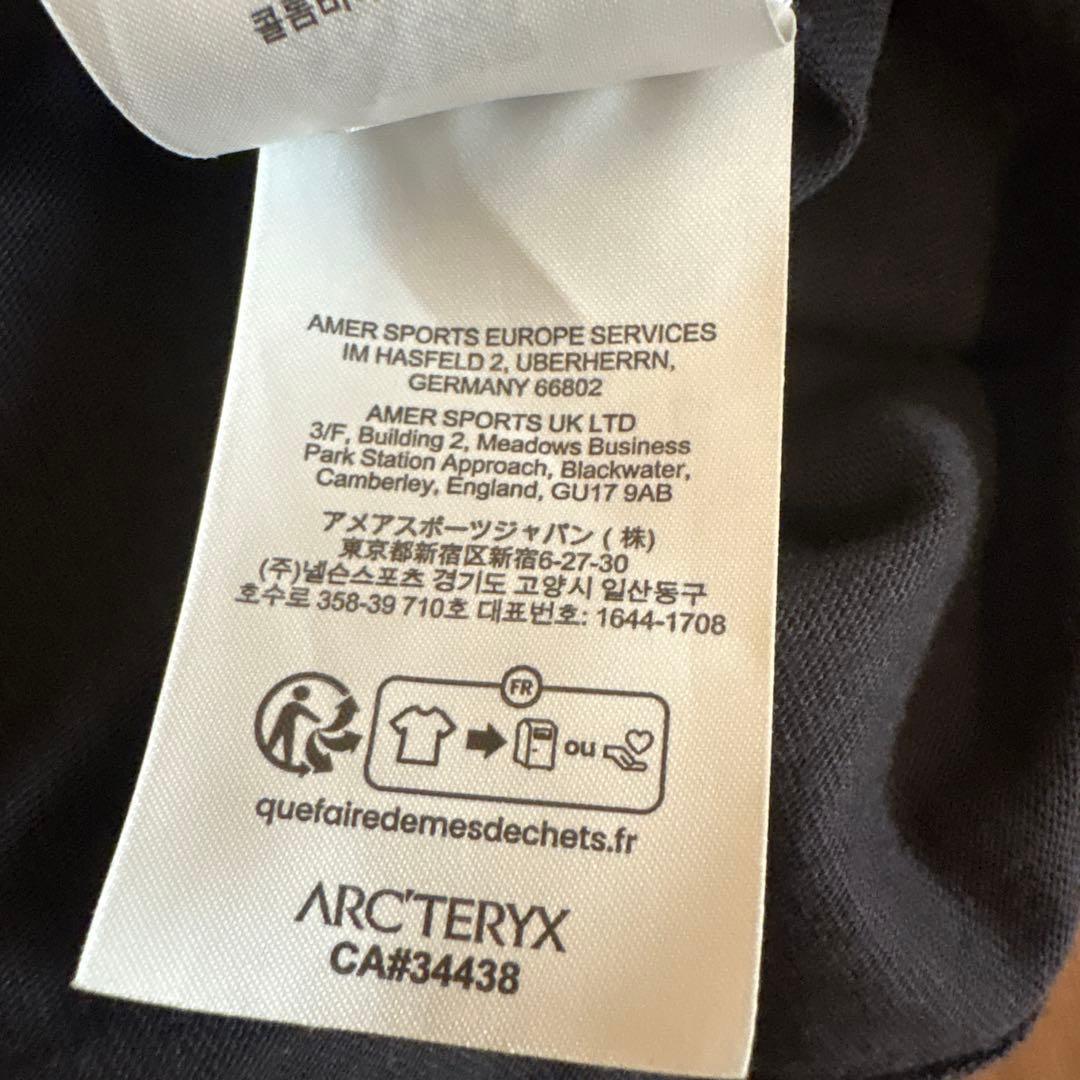 콜롬비
AMER SPORTS EUROPE SERVICES
IM HASFELD 2, UBERHERRN,
GERMANY 66802
AMER SPORTS UK LTD
3/F, Building 2, Meadows Business
Park Station Approach, Blackwater,
Camberley, England, GU17 9AB
アメアスポーツジャパン ( 株)
東京都新宿区新宿6-27-30
(주)넬슨스포츠 경기도 고양시 일산동구
호수로 358-39 710호 대표번호: 1644-1708
FR
ou
quefairedemesdechets.fr
ARC'TERYX
CA#34438